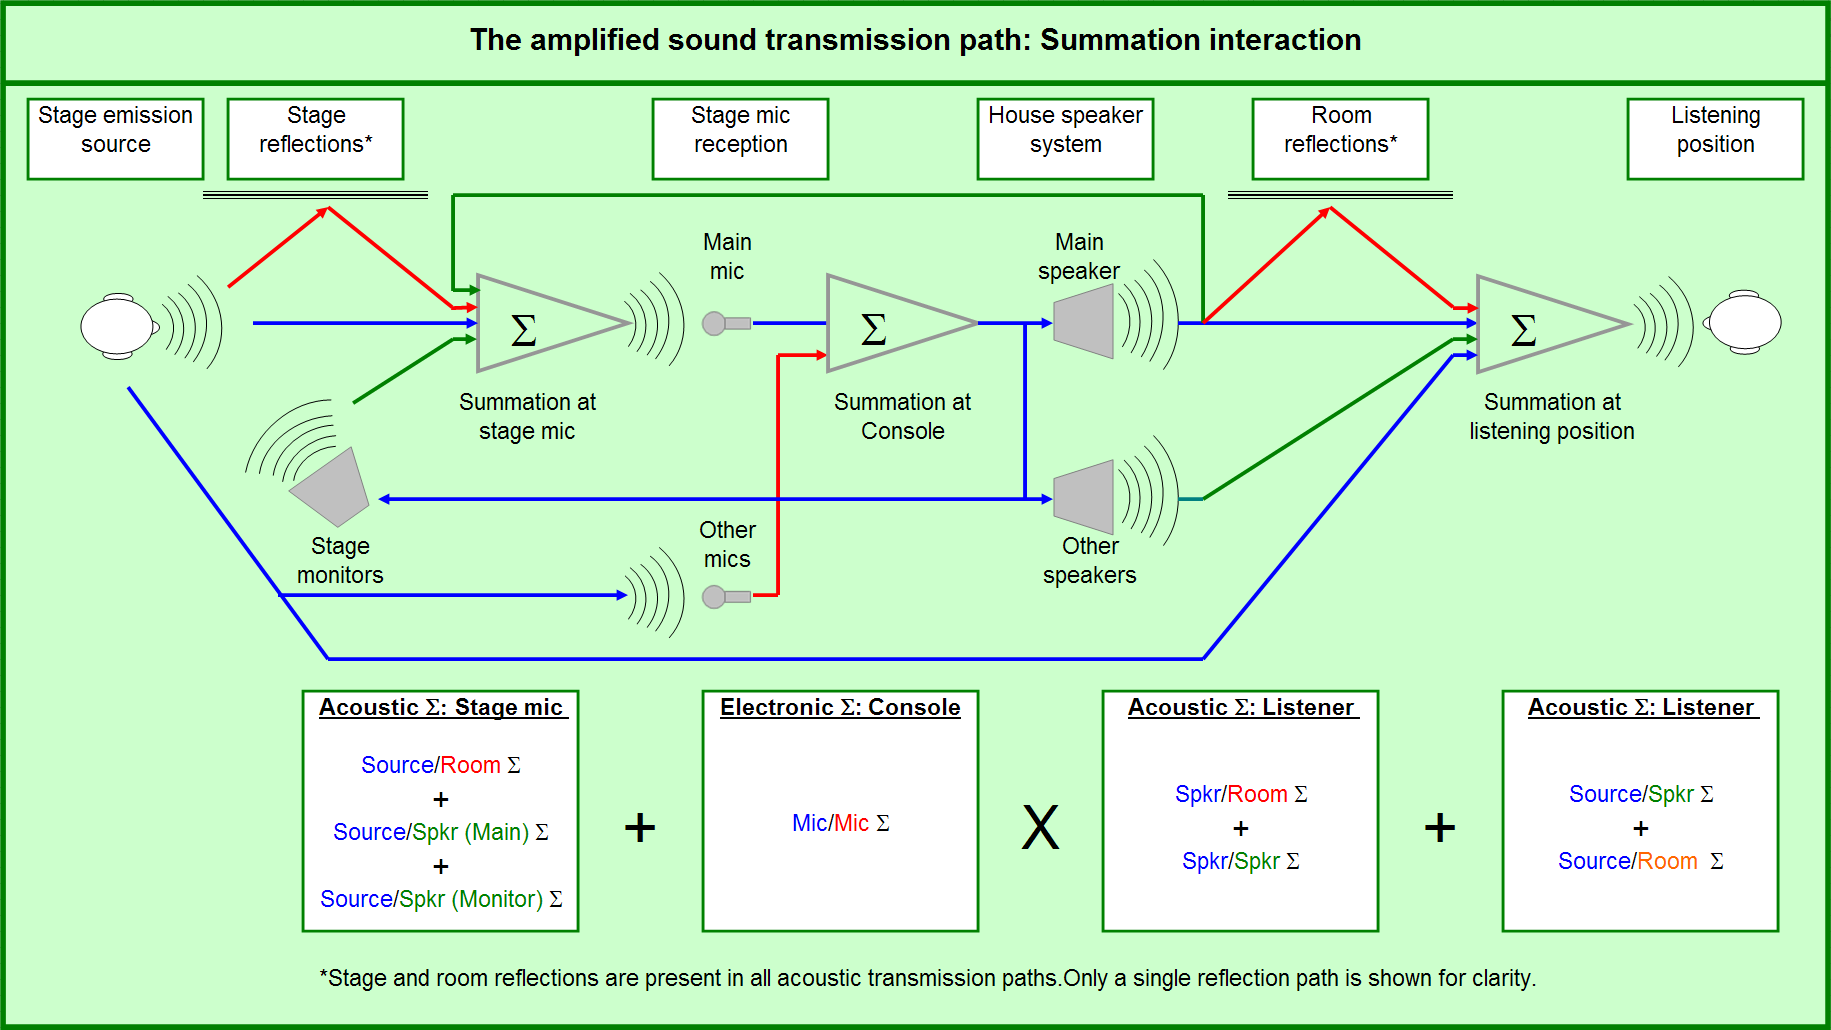 The amplified sound transmission path: Summation interaction
Stage emission
source
Stage
reflections*
Stage mic
reception
House speaker
system
Room
reflections*
Listening
position
Main
mic
Main
speaker
Σ
Σ
Σ
Summation at
stage mic
Summation at
Console
Summation at
listening position
Stage
monitors
Other
mics
Other
speakers
Acoustic Σ: Stage mic
Source/Room Σ
+
Source/Spkr (Main) Σ
+
Source/Spkr (Monitor) Σ
+
Electronic Σ: Console
Mic/Mic Σ
X
Acoustic Σ: Listener
Spkr/Room Σ
+
Spkr/Spkr Σ
+
Acoustic Σ: Listener
Source/Spkr Σ
+
Source/Room Σ
*Stage and room reflections are present in all acoustic transmission paths.Only a single reflection path is shown for clarity.